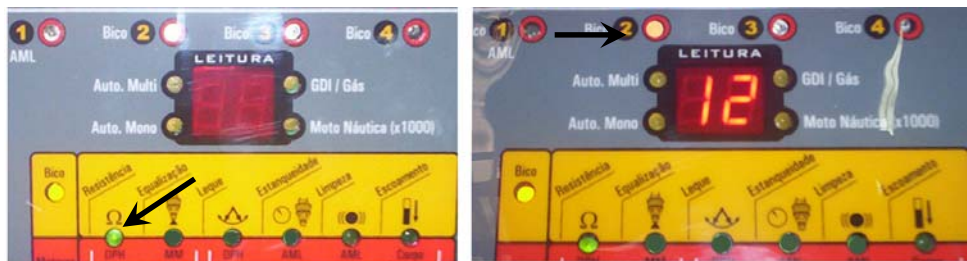 1 Bico 2 Bico 3 Bico 4
AML
LEITURA
Auto. Multi GDI / Gás
Auto. Mono Moto Náutica (x1000)
Bico
Resistência Equalização Leque Estanqueidade Limpeza Escoamento
Ω
OPH MM OPH AML AML Corpo
1 Bico 2 Bico 3 Bico 4
AML
LEITURA
Auto. Multi 12 GDI / Gás
Auto. Mono Moto Náutica (x1000)
Bico
Resistência Equalização Leque Estanqueidade Limpeza Escoamento
Ω